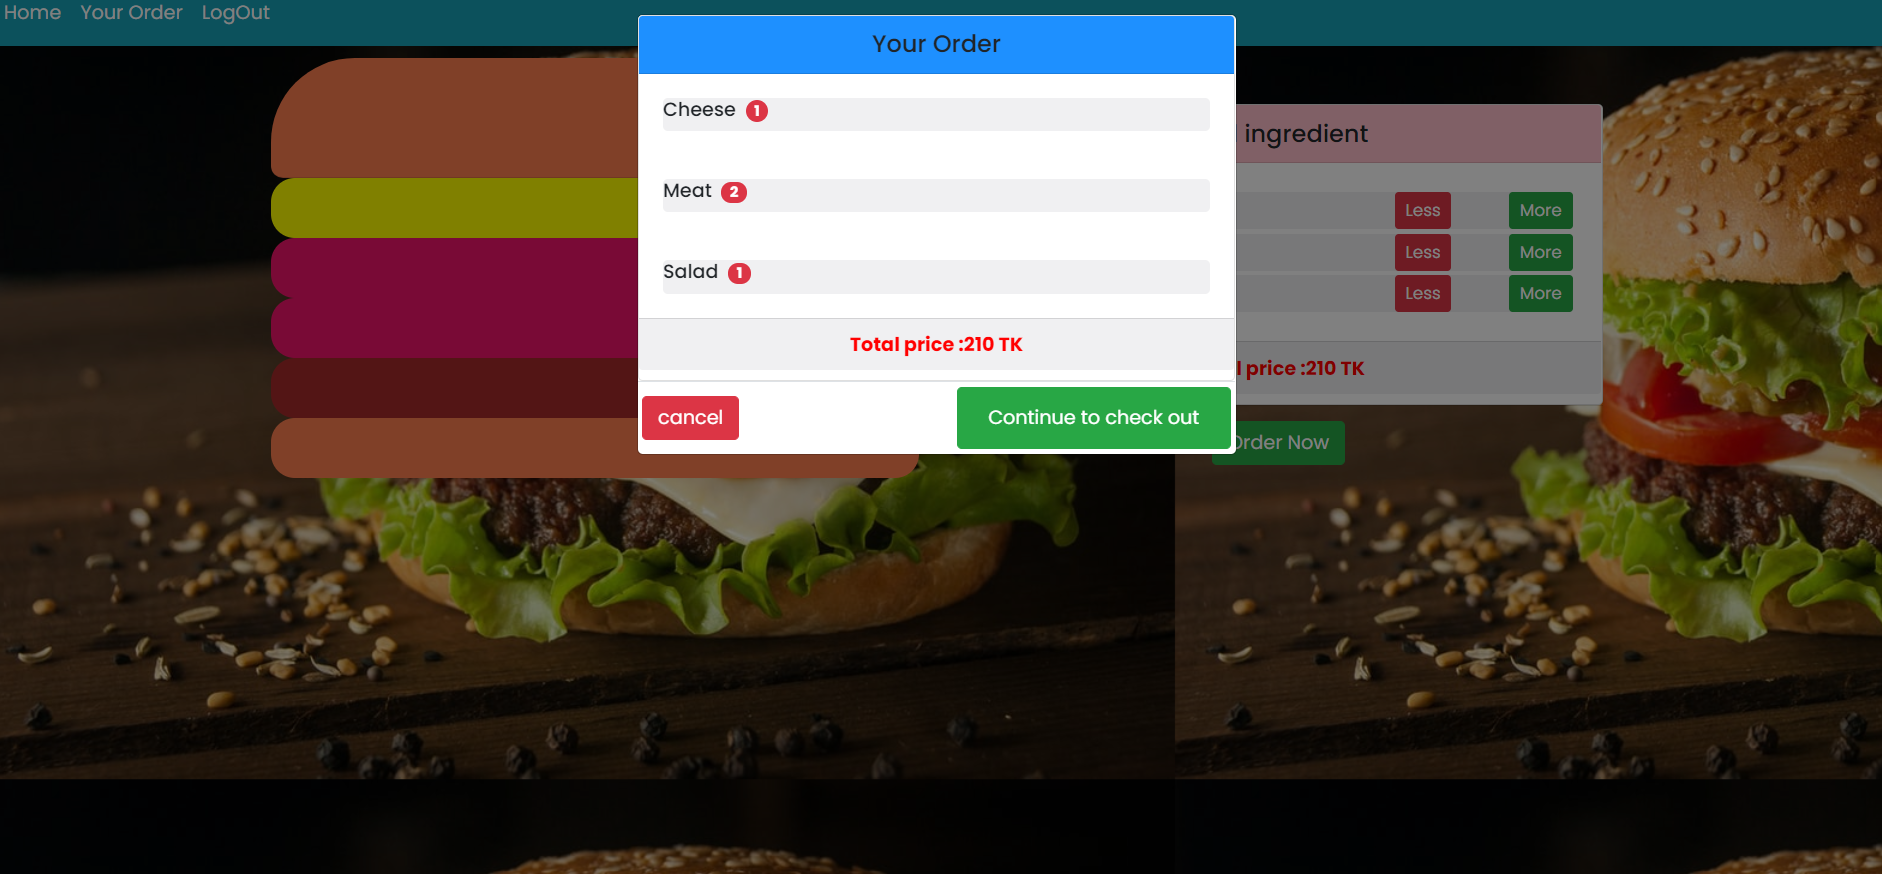 Home Your Order LogOut
Your Order
Cheese 1
Meat 2
Salad 1
Total price :210 TK
cancel Continue to check out
ingredient
Less More
Less More
Less More
price :210 TK
Order Now